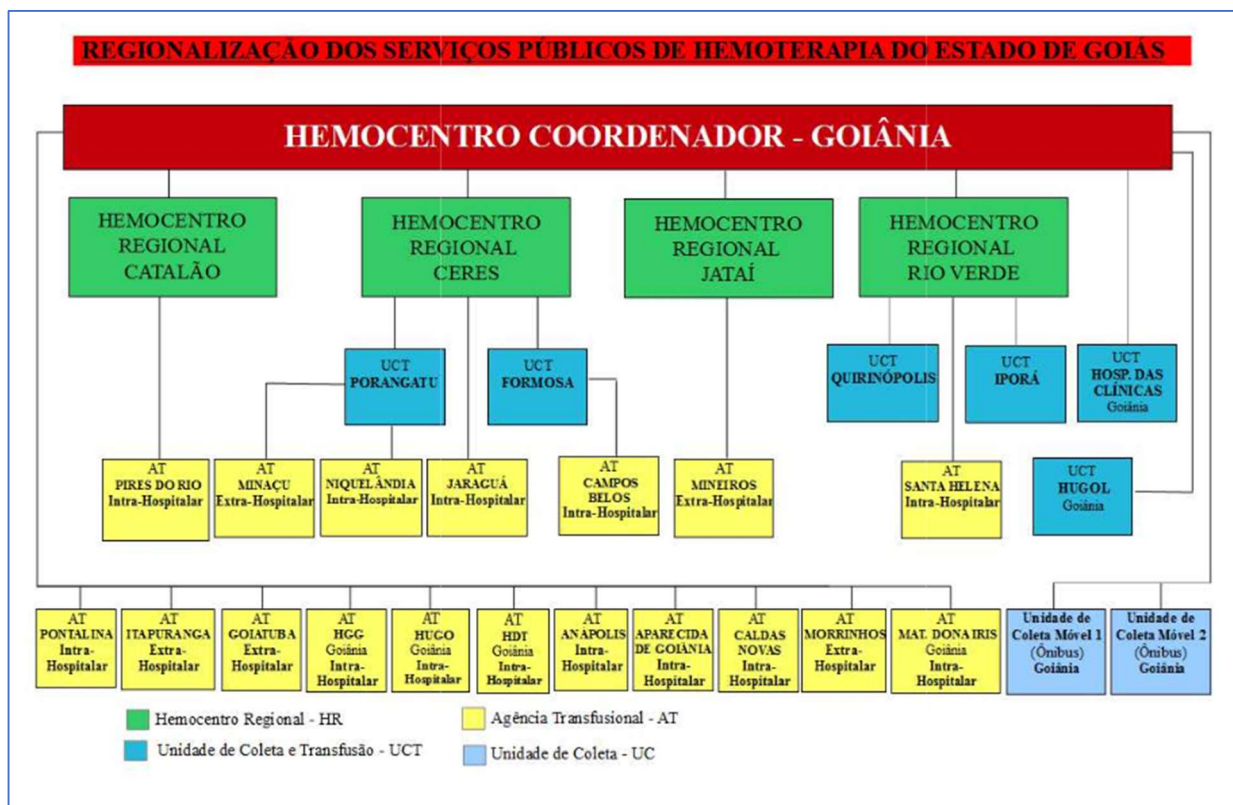 REGIONALIZAÇÃO DOS SERVIÇOS PÚBLICOS DE HEMOTERAPIA DO ESTADO DE GOIÁS
HEMOCENTRO COORDENADOR - GOIÂNIA
HEMOCENTRO
REGIONAL
CATALÃO
HEMOCENTRO
REGIONAL
CERES
HEMOCENTRO
REGIONAL
JATAÍ
HEMOCENTRO
REGIONAL
RIO VERDE
UCT
PORANGATU
UCT
FORMOSA
UCT
QUIRINÓPOLIS
UCT
IPORÁ
UCT
HOSP. DAS
CLÍNICAS
Goiânia
AT
PIRES DO RIO
Intra-Hospitalar
AT
MINAÇU
Extra-Hospitalar
AT
NIQUELÂNDIA
Intra-Hospitalar
AT
JARAGUÁ
Intra-Hospitalar
AT
CAMPOS
BELOS
Intra-Hospitalar
AT
MINEIROS
Extra-Hospitalar
AT
SANTA HELENA
Intra-Hospitalar
UCT
HUGOL
Goiânia
AT
PONTALINA
Intra-
Hospitalar
AT
ITAPURANGA
Extra-
Hospitalar
AT
GOIATUBA
Extra-
Hospitalar
AT
HGG
Goiânia
Intra-
Hospitalar
AT
HUGO
Goiânia
Intra-
Hospitalar
AT
HDT
Goiânia
Intra-
Hospitalar
AT
ANÁPOLIS
Intra-
Hospitalar
AT
APARECIDA
DE GOIÂNIA
Intra-
Hospitalar
AT
CALDAS
NOVAS
Intra-
Hospitalar
AT
MORRINHOS
Extra-
Hospitalar
AT
MAT. DONA IRIS
Goiânia
Intra-
Hospitalar
Unidade de
Coleta Móvel 1
(Ônibus)
Goiânia
Unidade de
Coleta Móvel 2
(Ônibus)
Goiânia
Hemocentro Regional - HR
Agência Transfusional - AT
Unidade de Coleta e Transfusão - UCT
Unidade de Coleta - UC